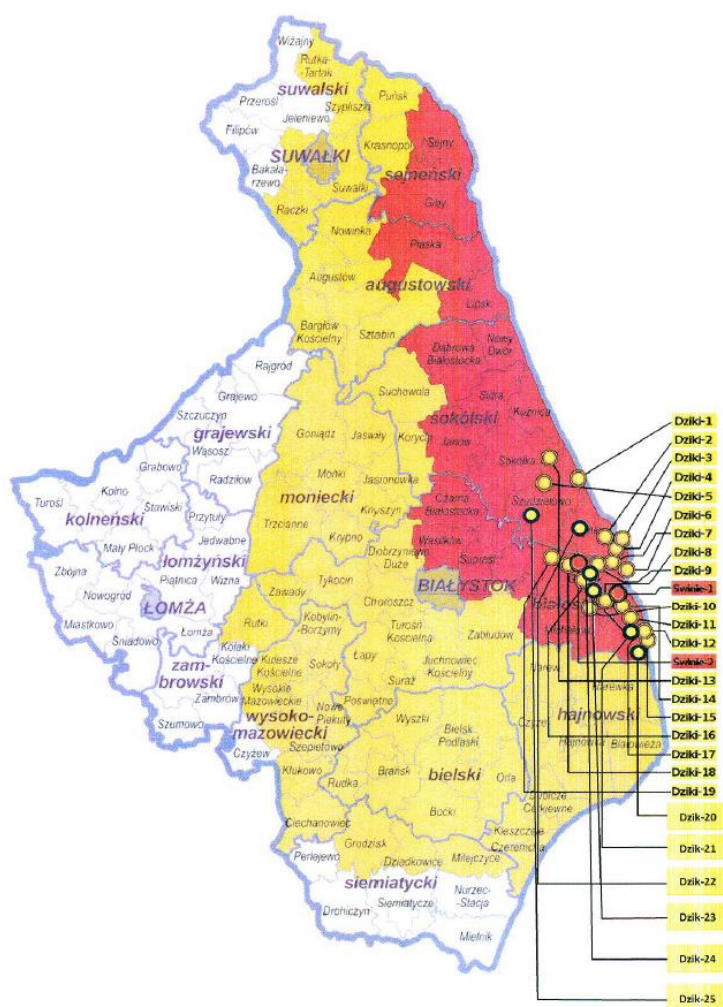 Wiżajny
Rutka-
Tartak
suwalski
Przerośl
Szypliszki
Puńsk
Jeleniewo
Filipów
Krasnopol
Sejny
SUWAŁKI
Bakała-
rzewo
sejneński
Suwałki
Giby
Raczki
Nowinka
Płaska
Augustów
augustowski
Lipsk
Bargłów
Kościelny
Sztabin
Nowy
Dwór
Dąbrowa
Białostocka
Rajgród
Suchowola
Sidra
Kuźnica
Grajewo
Szczuczyn
sokólski
grajewski
Goniądz
Jaświły
Korycin
Janów
Wąsosz
Grabowo
Mońki
Sokółka
Kolno
Radziłów
Jasionówka
Turośl
Stawiski
moniecki
Szudziałowo
kolneński
Przytuły
Knyszyn
Czarna
Białostocka
Trzcianne
Mały Płock
Jedwabne
Krypno
Wasilków
Zbójna
łomżyński
Dobrzyniewo
Duże
Supraśl
Piątnica
Wizna
Tykocin
BIAŁYSTOK
Nowogród
ŁOMŻA
Zawady
Choroszcz
Miastkowo
Kobylin-
Borzymy
Turośń
Kościelna
Michałowo
Śniadowo
Łomża
Rutki
Zabłudów
Kołaki
Kościelne
Kulesze
Kościelne
Sokoły
Łapy
Juchnowiec
Kościelny
Narew
zam-
browski
Suraż
Wysokie
Mazowieckie
Poświętne
Zambrów
Nowe
Piekuty
Wyszki
hajnowski
Szumowo
wysoko-
mazowiecki
Bielsk
Podlaski
Hajnówka
Białowieża
Czyżew
Szepietowo
Brańsk
bielski
Orla
Klukowo
Rudka
Boćki
Ciechanowiec
Kleszczele
Grodzisk
Czeremcha
Perlejewo
Dziadkowice
Milejczyce
siemiatycki
Nurzec-
Stacja
Drohiczyn
Siemiatycze
Mielnik
Dziki-1
Dziki-2
Dziki-3
Dziki-4
Dziki-5
Dziki-6
Dziki-7
Dziki-8
Dziki-9
Świnie-1
Dziki-10
Dziki-11
Dziki-12
Świnie-2
Dziki-13
Dziki-14
Dziki-15
Dziki-16
Dziki-17
Dziki-18
Dziki-19
Dzik-20
Dzik-21
Dzik-22
Dzik-23
Dzik-24
Dzik-25